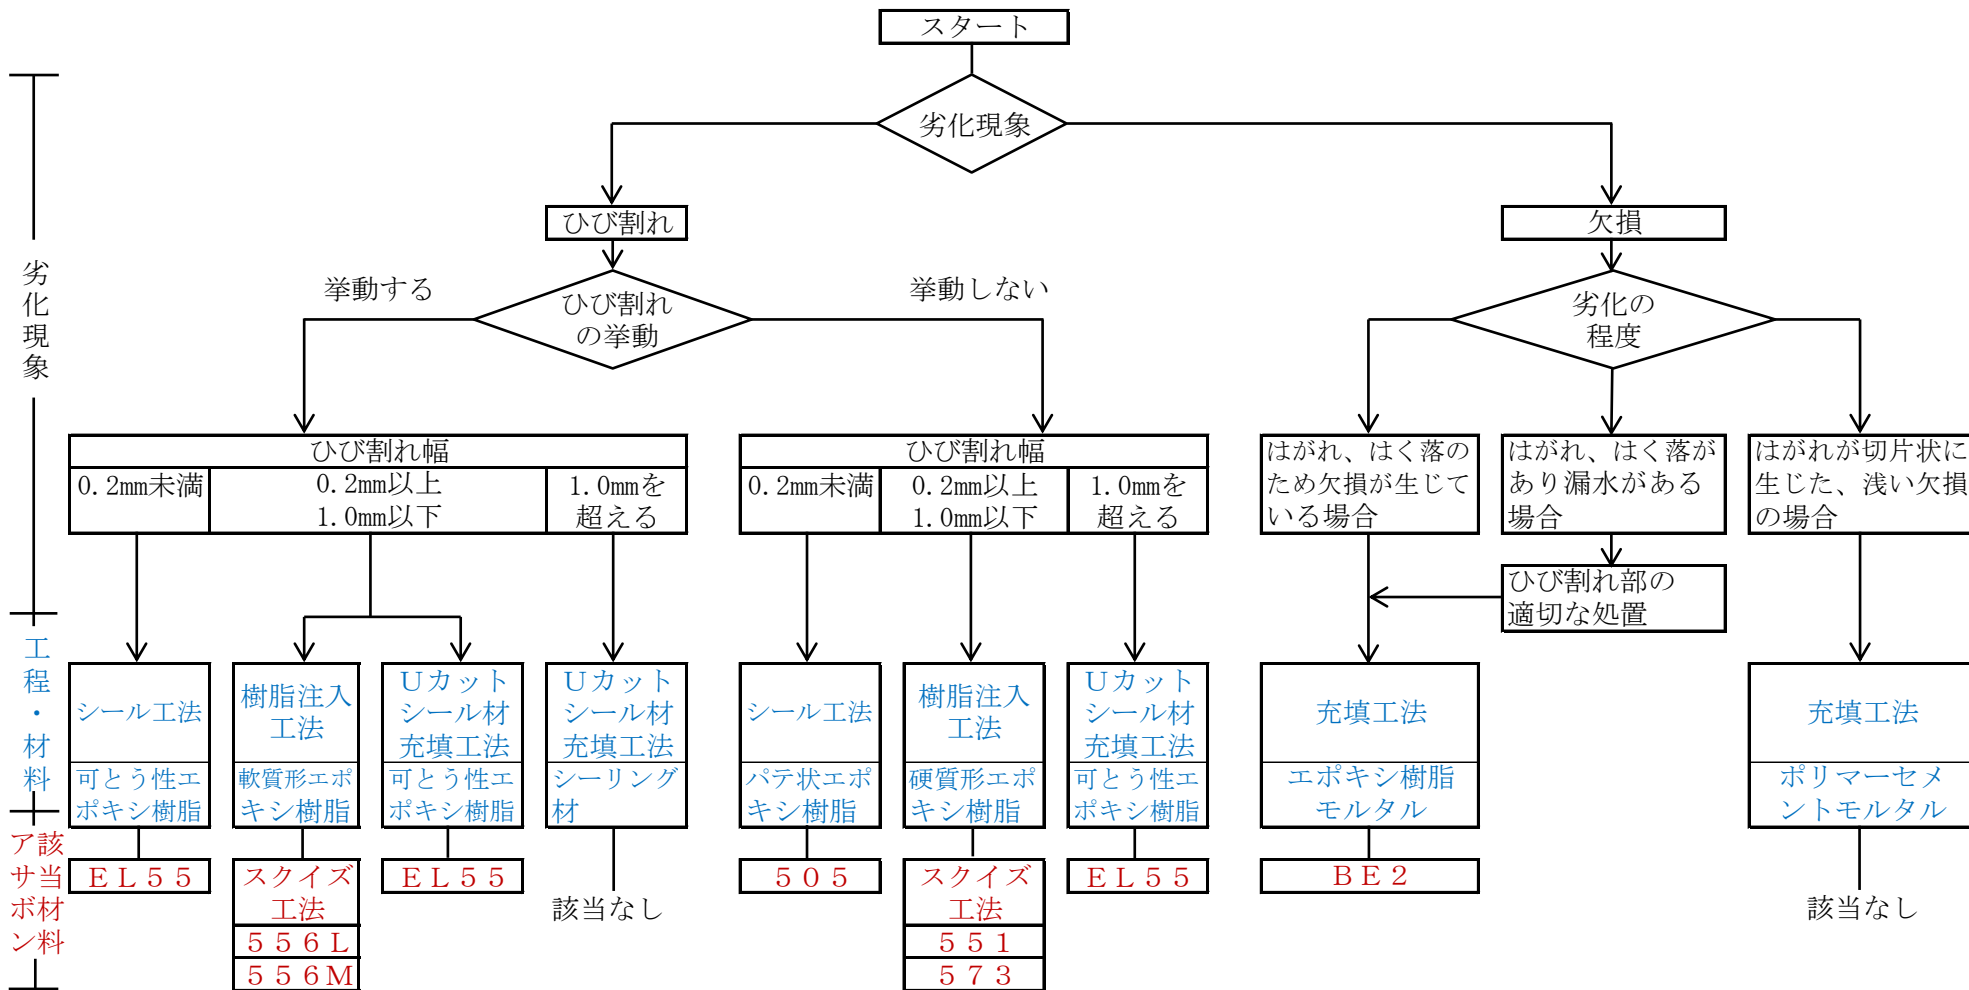 スタート
劣化現象
ひび割れ
欠損
挙動する
ひび割れ
の挙動
挙動しない
劣化の
程度
劣化現象
ひび割れ幅
0.2mm未満
0.2mm以上
1.0mm以下
1.0mmを
超える
ひび割れ幅
0.2mm未満
0.2mm以上
1.0mm以下
1.0mmを
超える
はがれ、はく落の
ため欠損が生じて
いる場合
はがれ、はく落が
あり漏水がある
場合
はがれが切片状に
生じた、浅い欠損
の場合
ひび割れ部の
適切な処置
工程・材料
シール工法
可とう性エ
ポキシ樹脂
樹脂注入
工法
軟質形エポ
キシ樹脂
Uカット
シール材
充填工法
可とう性エ
ポキシ樹脂
Uカット
シール材
充填工法
シーリング
材
シール工法
パテ状エポ
キシ樹脂
樹脂注入
工法
硬質形エポ
キシ樹脂
Uカット
シール材
充填工法
可とう性エ
ポキシ樹脂
充填工法
エポキシ樹脂
モルタル
充填工法
ポリマーセメ
ントモルタル
該当材料
アサボン
EL55
スクイズ
工法
556L
556M
EL55
該当なし
505
スクイズ
工法
551
573
EL55
BE2
該当なし